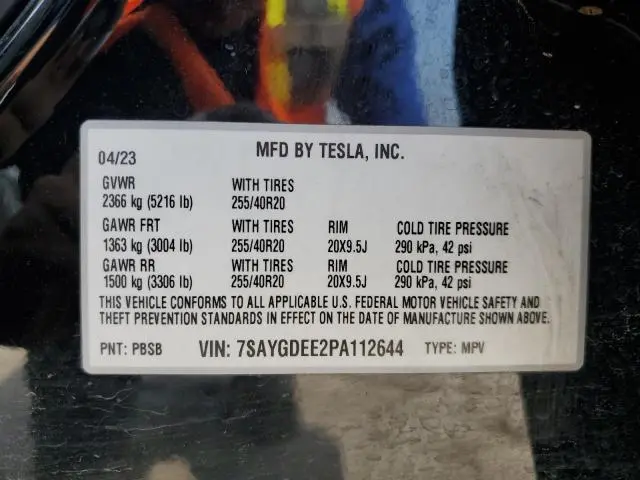 04/23 MFD BY TESLA, INC.
GVWR WITH TIRES
2366 kg (5216 lb) 255/40R20
GAWR FRT WITH TIRES RIM COLD TIRE PRESSURE
1363 kg (3004 lb) 255/40R20 20X9.5J 290 kPa, 42 psi
GAWR RR WITH TIRES RIM COLD TIRE PRESSURE
1500 kg (3306 lb) 255/40R20 20X9.5J 290 kPa, 42 psi
THIS VEHICLE CONFORMS TO ALL APPLICABLE U.S. FEDERAL MOTOR VEHICLE SAFETY AND
THEFT PREVENTION STANDARDS IN EFFECT ON THE DATE OF MANUFACTURE SHOWN ABOVE.
PNT: PBSB VIN: 7SAYGDEE2PA112644 TYPE: MPV